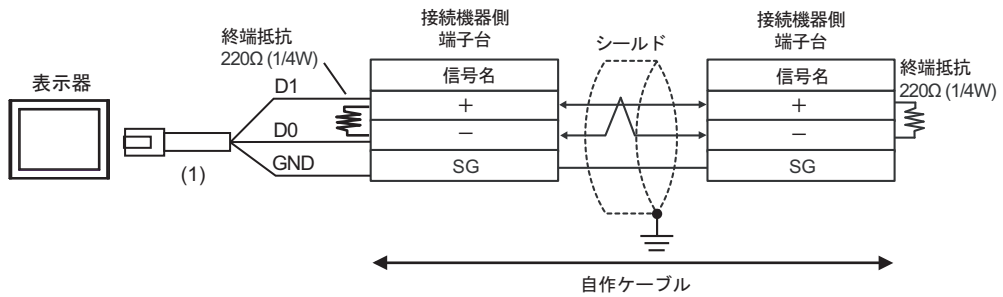 表示器
(1)
終端抵抗
220Ω (1/4W)
D1
D0
GND
接続機器側
端子台
信号名
+
−
SG
シールド
接続機器側
端子台
信号名
+
−
SG
終端抵抗
220Ω (1/4W)
自作ケーブル